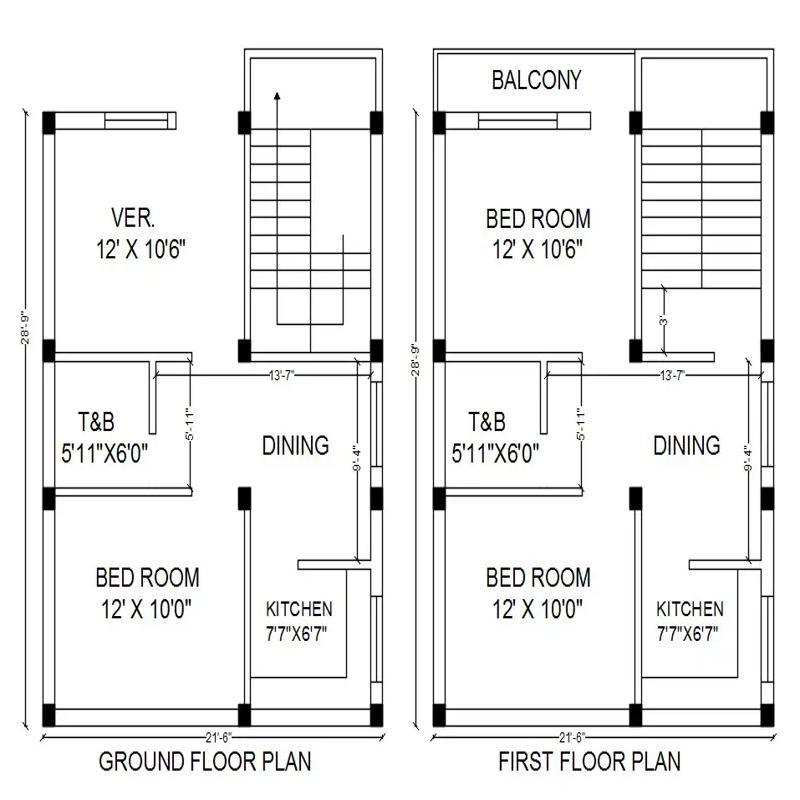 VER.
12' X 10'6"
28'-9"
13'-7"
T&B
5'11"X6'0"
5'-11"
DINING
9'-4"
BED ROOM
12' X 10'0"
KITCHEN
7'7"X6'7"
21'-6"
GROUND FLOOR PLAN
BALCONY
BED ROOM
12' X 10'6"
28'-9"
3'
13'-7"
T&B
5'11"X6'0"
5'-11"
DINING
9'-4"
BED ROOM
12' X 10'0"
KITCHEN
7'7"X6'7"
21'-6"
FIRST FLOOR PLAN